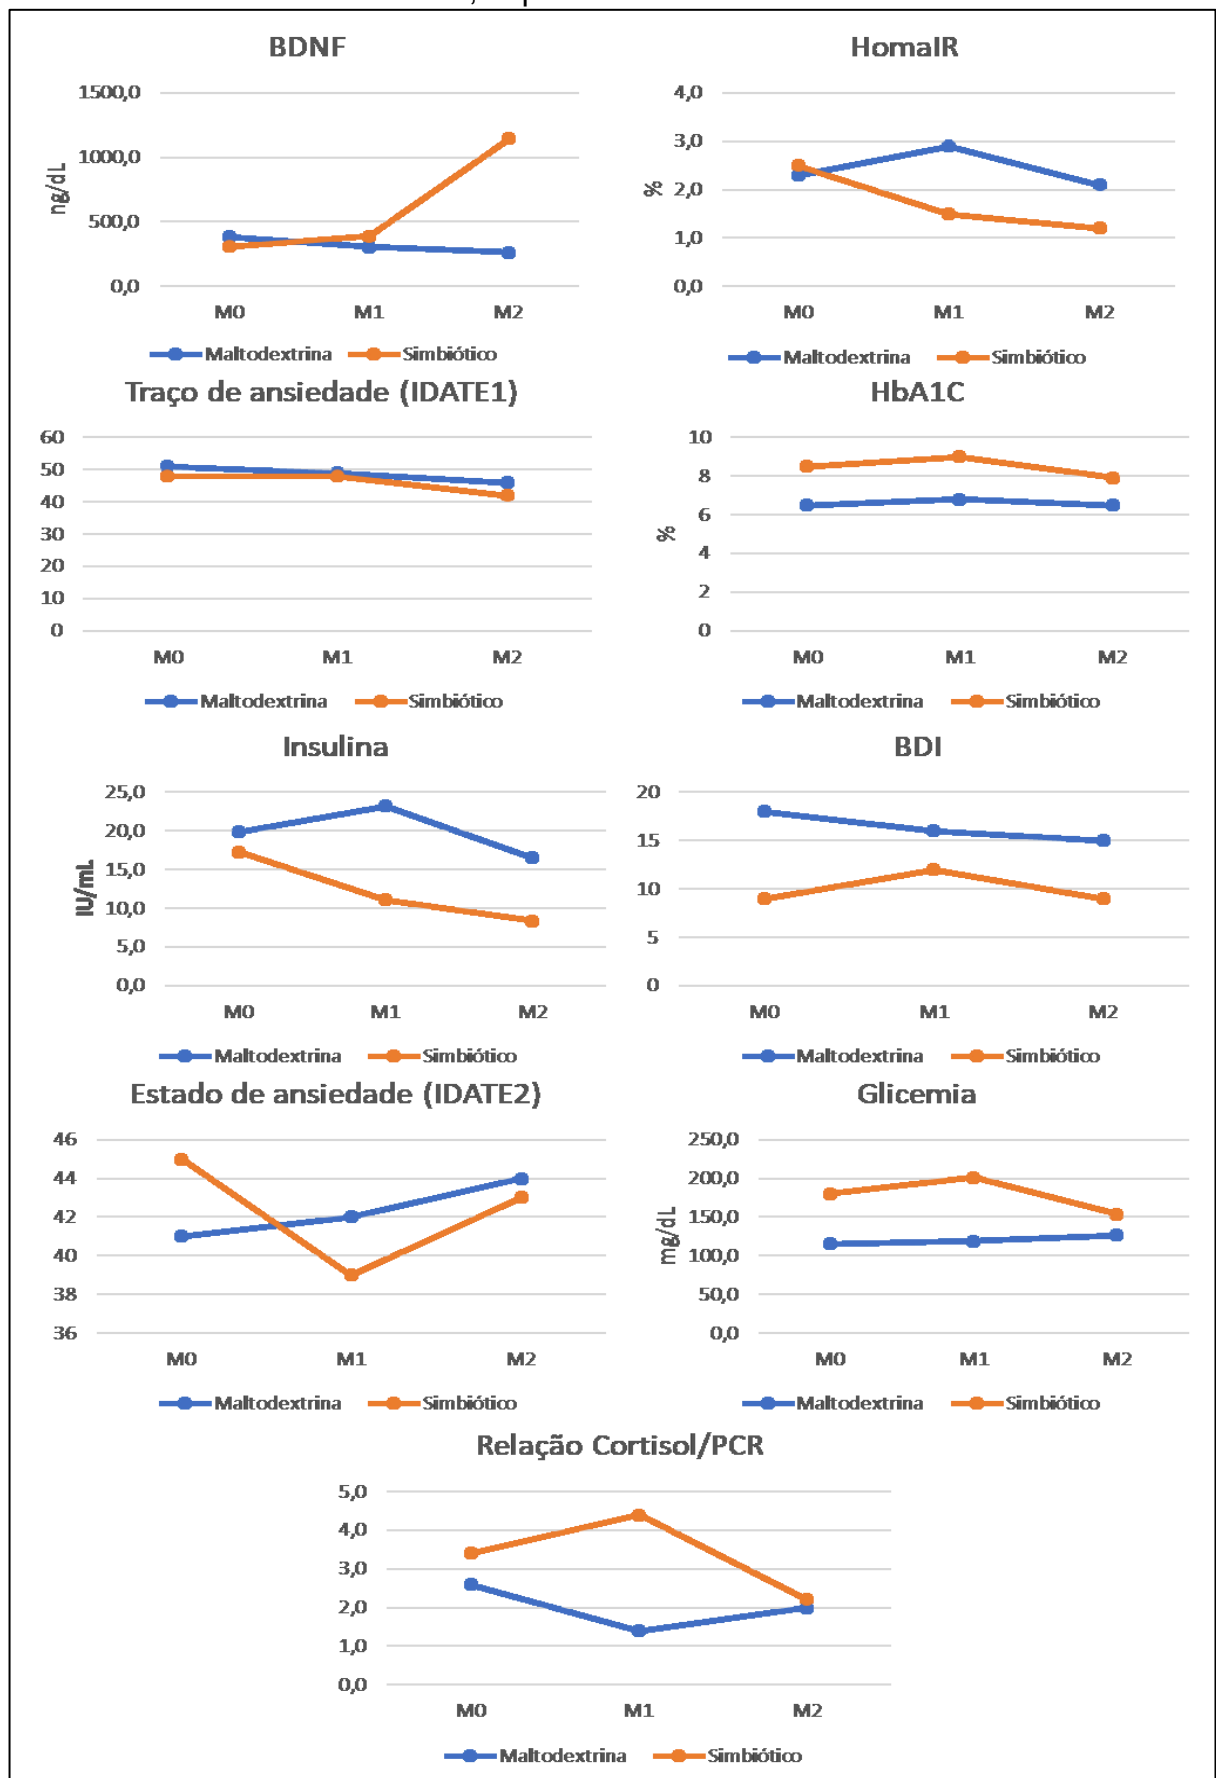 BDNF
1500,0
1000,0
500,0
0,0
ng/dL
M0 M1 M2
Maltodextrina Simbiótico
HomaIR
4,0
3,0
2,0
1,0
0,0
%
M0 M1 M2
Maltodextrina Simbiótico
Traço de ansiedade (IDATE1)
60
50
40
30
20
10
0
M0 M1 M2
Maltodextrina Simbiótico
HbA1C
10
8
6
4
2
0
%
M0 M1 M2
Maltodextrina Simbiótico
Insulina
25,0
20,0
15,0
10,0
5,0
0,0
IU/mL
M0 M1 M2
Maltodextrina Simbiótico
BDI
20
15
10
5
0
M0 M1 M2
Maltodextrina Simbiótico
Estado de ansiedade (IDATE2)
46
44
42
40
38
36
M0 M1 M2
Maltodextrina Simbiótico
Glicemia
250,0
200,0
150,0
100,0
50,0
0,0
mg/dL
M0 M1 M2
Maltodextrina Simbiótico
Relação Cortisol/PCR
5,0
4,0
3,0
2,0
1,0
0,0
M0 M1 M2
Maltodextrina Simbiótico